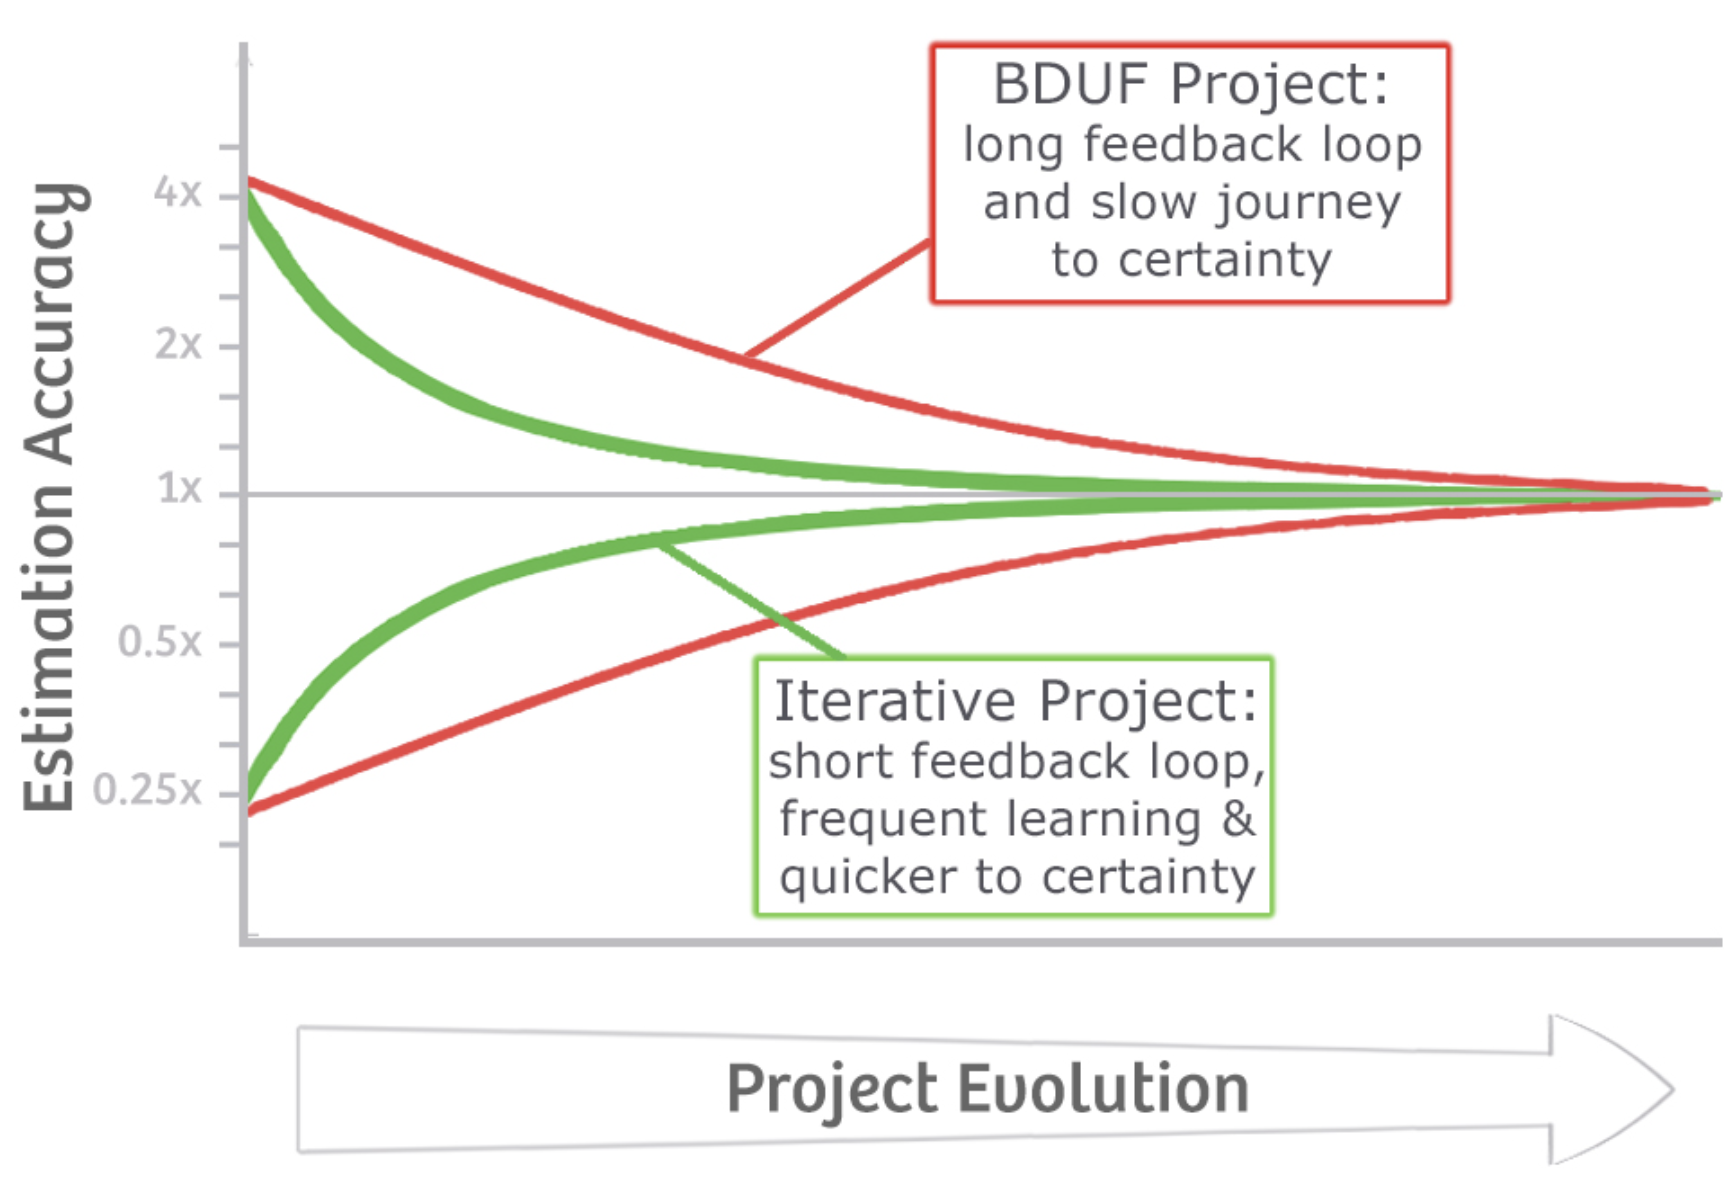 BDUF Project:
long feedback loop
and slow journey
to certainty
Estimation Accuracy
4x
2x
1x
0.5x
0.25x
Iterative Project:
short feedback loop,
frequent learning &
quicker to certainty
Project Evolution